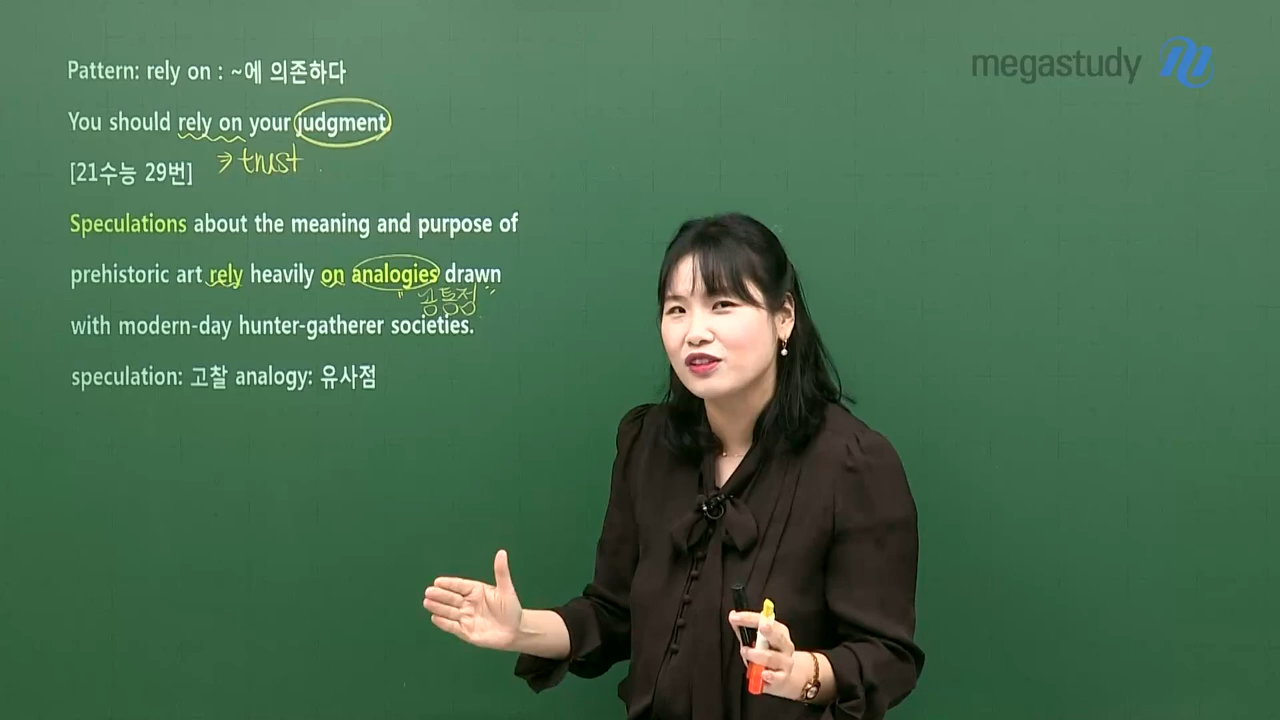 megastudy
Pattern: rely on : ~에 의존하다
You should rely on your judgment.
⇒ trust
[21수능 29번]
Speculations about the meaning and purpose of
prehistoric art rely heavily on analogies drawn
"공통점"
with modern-day hunter-gatherer societies.
speculation: 고찰 analogy: 유사점